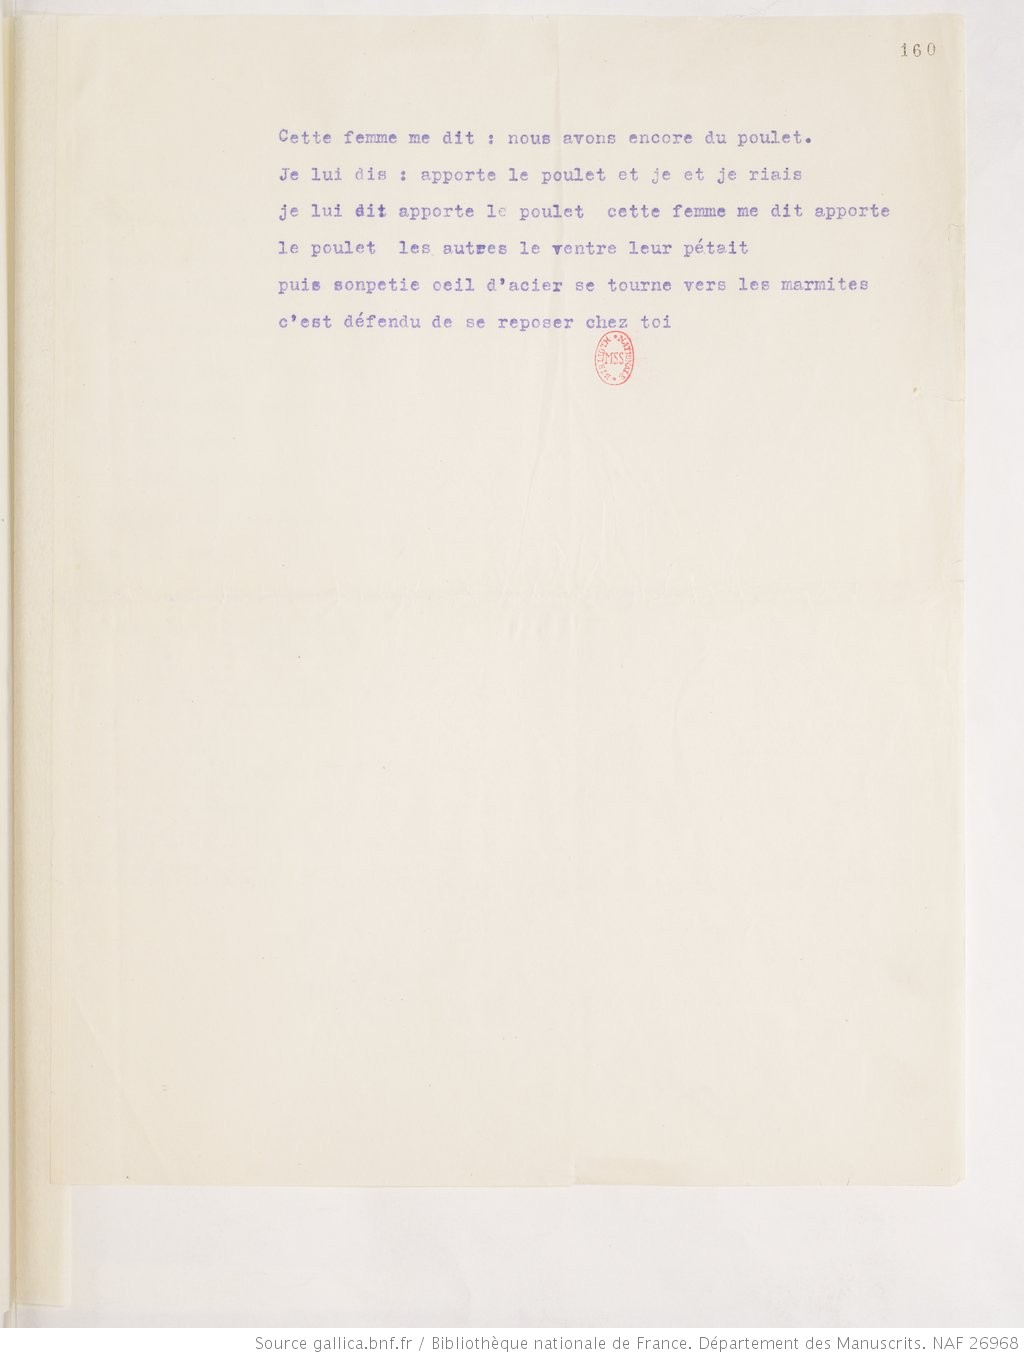 160
Cette femme me dit : nous avons encore du poulet.
Je lui dis : apporte le poulet et je et je riais
je lui dit apporte le poulet  cette femme me dit apporte
le poulet  les autres le ventre leur pétait
puis sonpetie oeil d'acier se tourne vers les marmites
c'est défendu de se reposer chez toi
MSS
Source gallica.bnf.fr / Bibliothèque nationale de France. Département des Manuscrits. NAF 26968